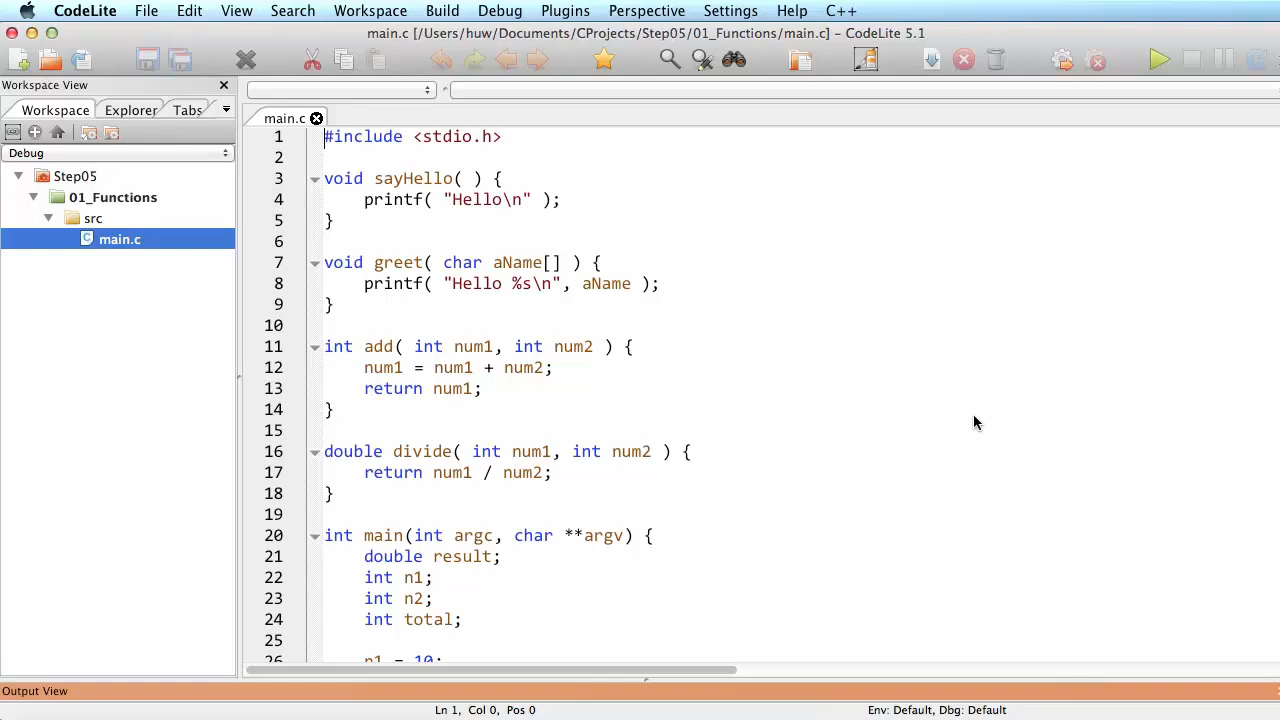 CodeLite File Edit View Search Workspace Build Debug Plugins Perspective Settings Help C++
main.c [/Users/huw/Documents/CProjects/Step05/01_Functions/main.c] – CodeLite 5.1
Workspace View
Workspace Explorer Tabs
Debug
Step05
01_Functions
src
main.c
main.c
1 #include <stdio.h>
2
3 void sayHello( ) {
4 printf( "Hello\n" );
5 }
6
7 void greet( char aName[] ) {
8 printf( "Hello %s\n", aName );
9 }
10
11 int add( int num1, int num2 ) {
12 num1 = num1 + num2;
13 return num1;
14 }
15
16 double divide( int num1, int num2 ) {
17 return num1 / num2;
18 }
19
20 int main(int argc, char **argv) {
21 double result;
22 int n1;
23 int n2;
24 int total;
25
26 n1 = 10;
Output View
Ln 1, Col 0, Pos 0 Env: Default, Dbg: Default